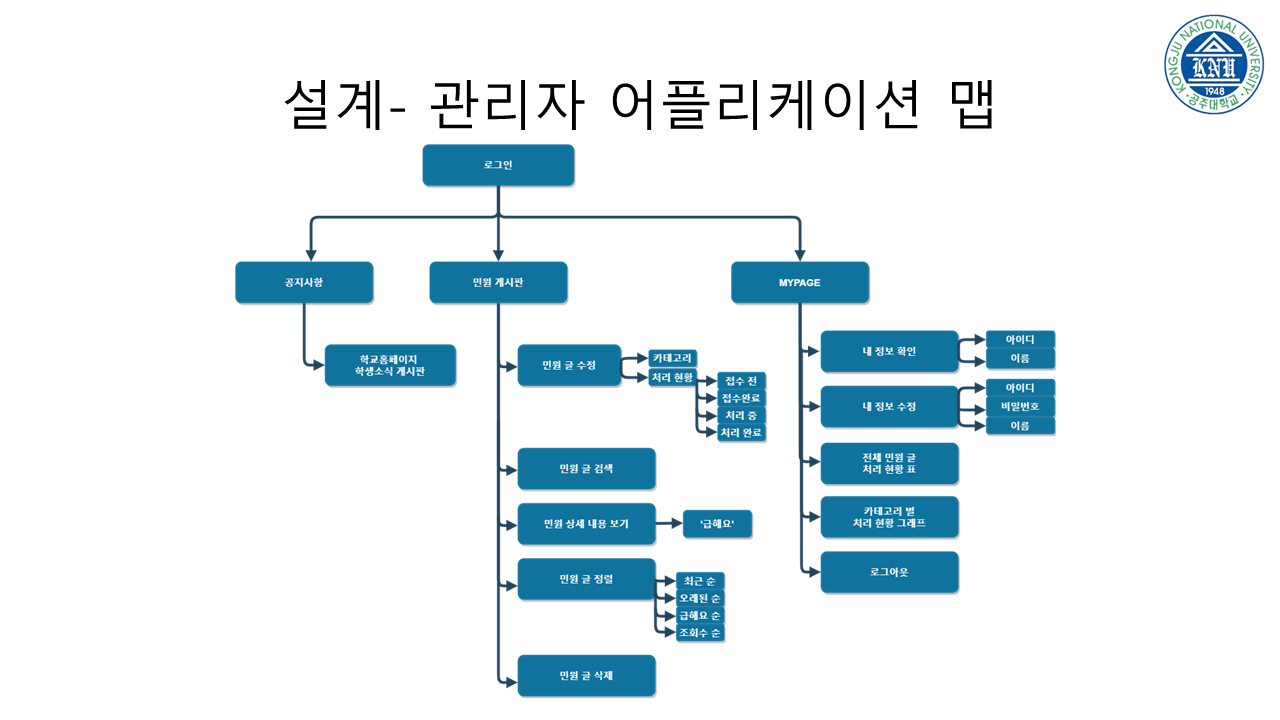 KONGJU NATIONAL UNIVERSITY
KNU
1948
공주대학교
설계- 관리자 어플리케이션 맵
로그인
공지사항
민원 게시판
MYPAGE
학교홈페이지
학생소식 게시판
민원 글 수정
카테고리
처리 현황
접수 전
접수완료
처리 중
처리 완료
민원 글 검색
민원 상세 내용 보기
'급해요'
민원 글 정렬
최근 순
오래된 순
급해요 순
조회수 순
민원 글 삭제
내 정보 확인
아이디
이름
내 정보 수정
아이디
비밀번호
이름
전체 민원 글
처리 현황 표
카테고리 별
처리 현황 그래프
로그아웃